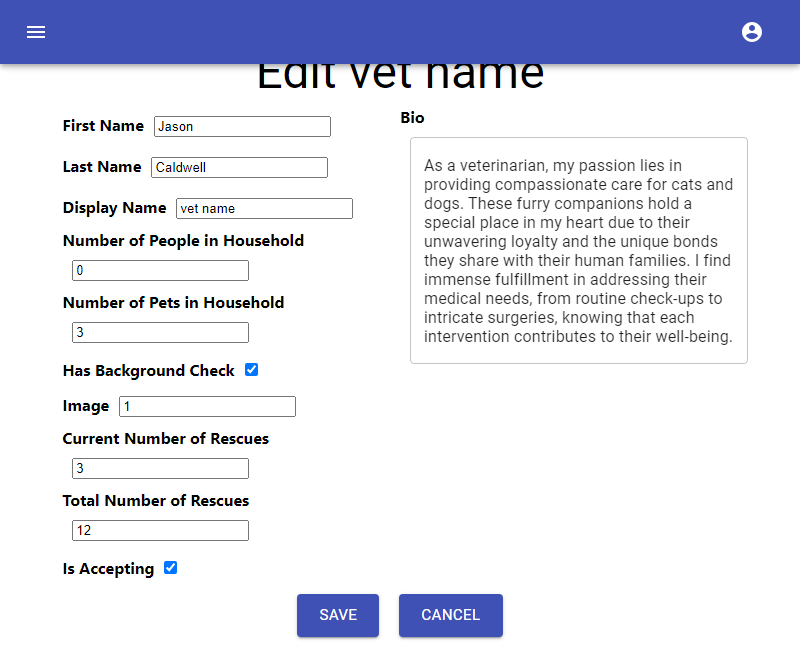 Edit vet name
First Name Jason
Last Name Caldwell
Display Name vet name
Number of People in Household
0
Number of Pets in Household
3
Has Background Check
Image 1
Current Number of Rescues
3
Total Number of Rescues
12
Is Accepting
Bio
As a veterinarian, my passion lies in
providing compassionate care for cats and
dogs. These furry companions hold a
special place in my heart due to their
unwavering loyalty and the unique bonds
they share with their human families. I find
immense fulfillment in addressing their
medical needs, from routine check-ups to
intricate surgeries, knowing that each
intervention contributes to their well-being.
SAVE CANCEL